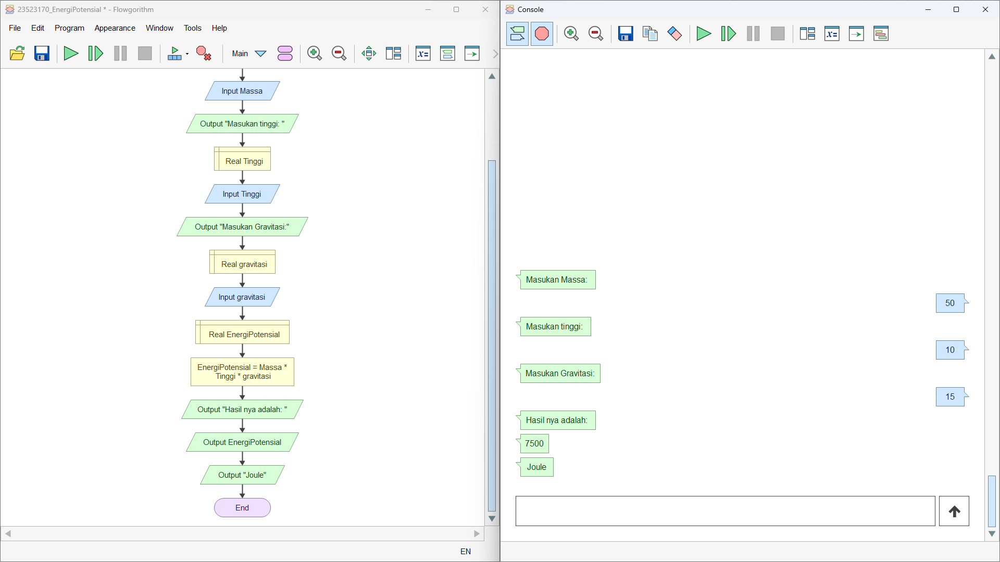 23523170_EnergiPotensial * - Flowgorithm
File Edit Program Appearance Window Tools Help
Main
Input Massa
Output "Masukan tinggi: "
Real Tinggi
Input Tinggi
Output "Masukan Gravitasi:"
Real gravitasi
Input gravitasi
Real EnergiPotensial
EnergiPotensial = Massa *
Tinggi * gravitasi
Output "Hasil nya adalah: "
Output EnergiPotensial
Output "Joule"
End
EN
Console
Masukan Massa:
50
Masukan tinggi:
10
Masukan Gravitasi:
15
Hasil nya adalah:
7500
Joule